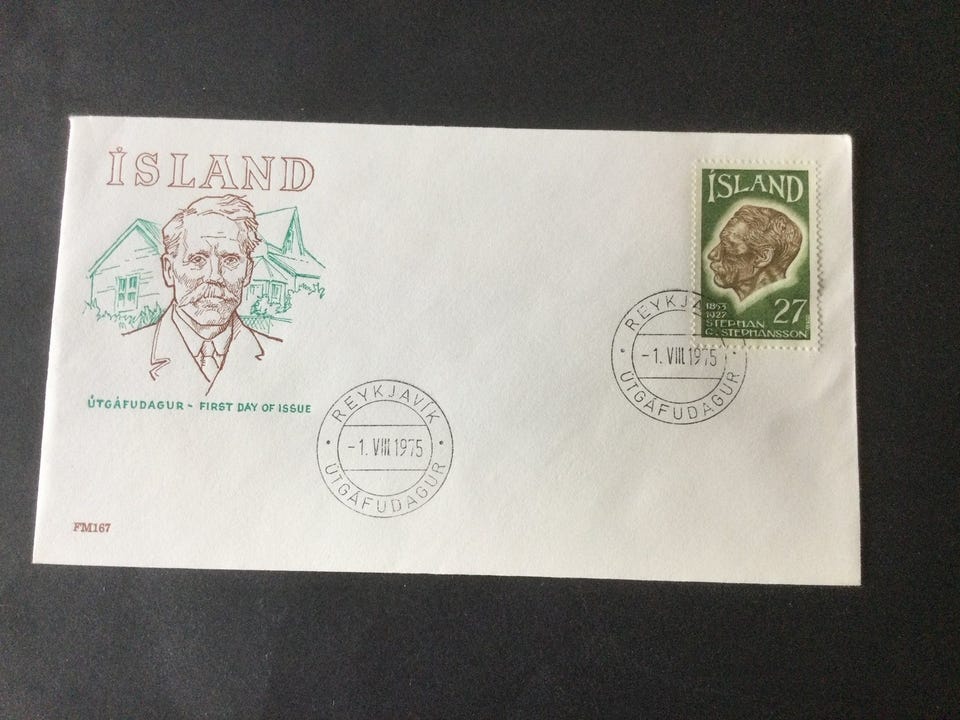 ÍSLAND
ÚTGÁFUDAGUR - FIRST DAY OF ISSUE
FM167
REYKJAVÍK
-1. VIII.1975
ÚTGÁFUDAGUR
ÍSLAND
1853
1927
STEPHAN
G. STEPHANSSON
27
REYKJA
-1. VIII.1975
ÚTGÁFUDAGUR